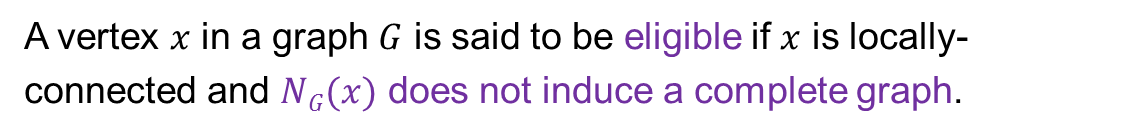 A vertex 𝑥 in a graph 𝐺 is said to be eligible if 𝑥 is locally-
connected and 𝑁_𝐺(𝑥) does not induce a complete graph.